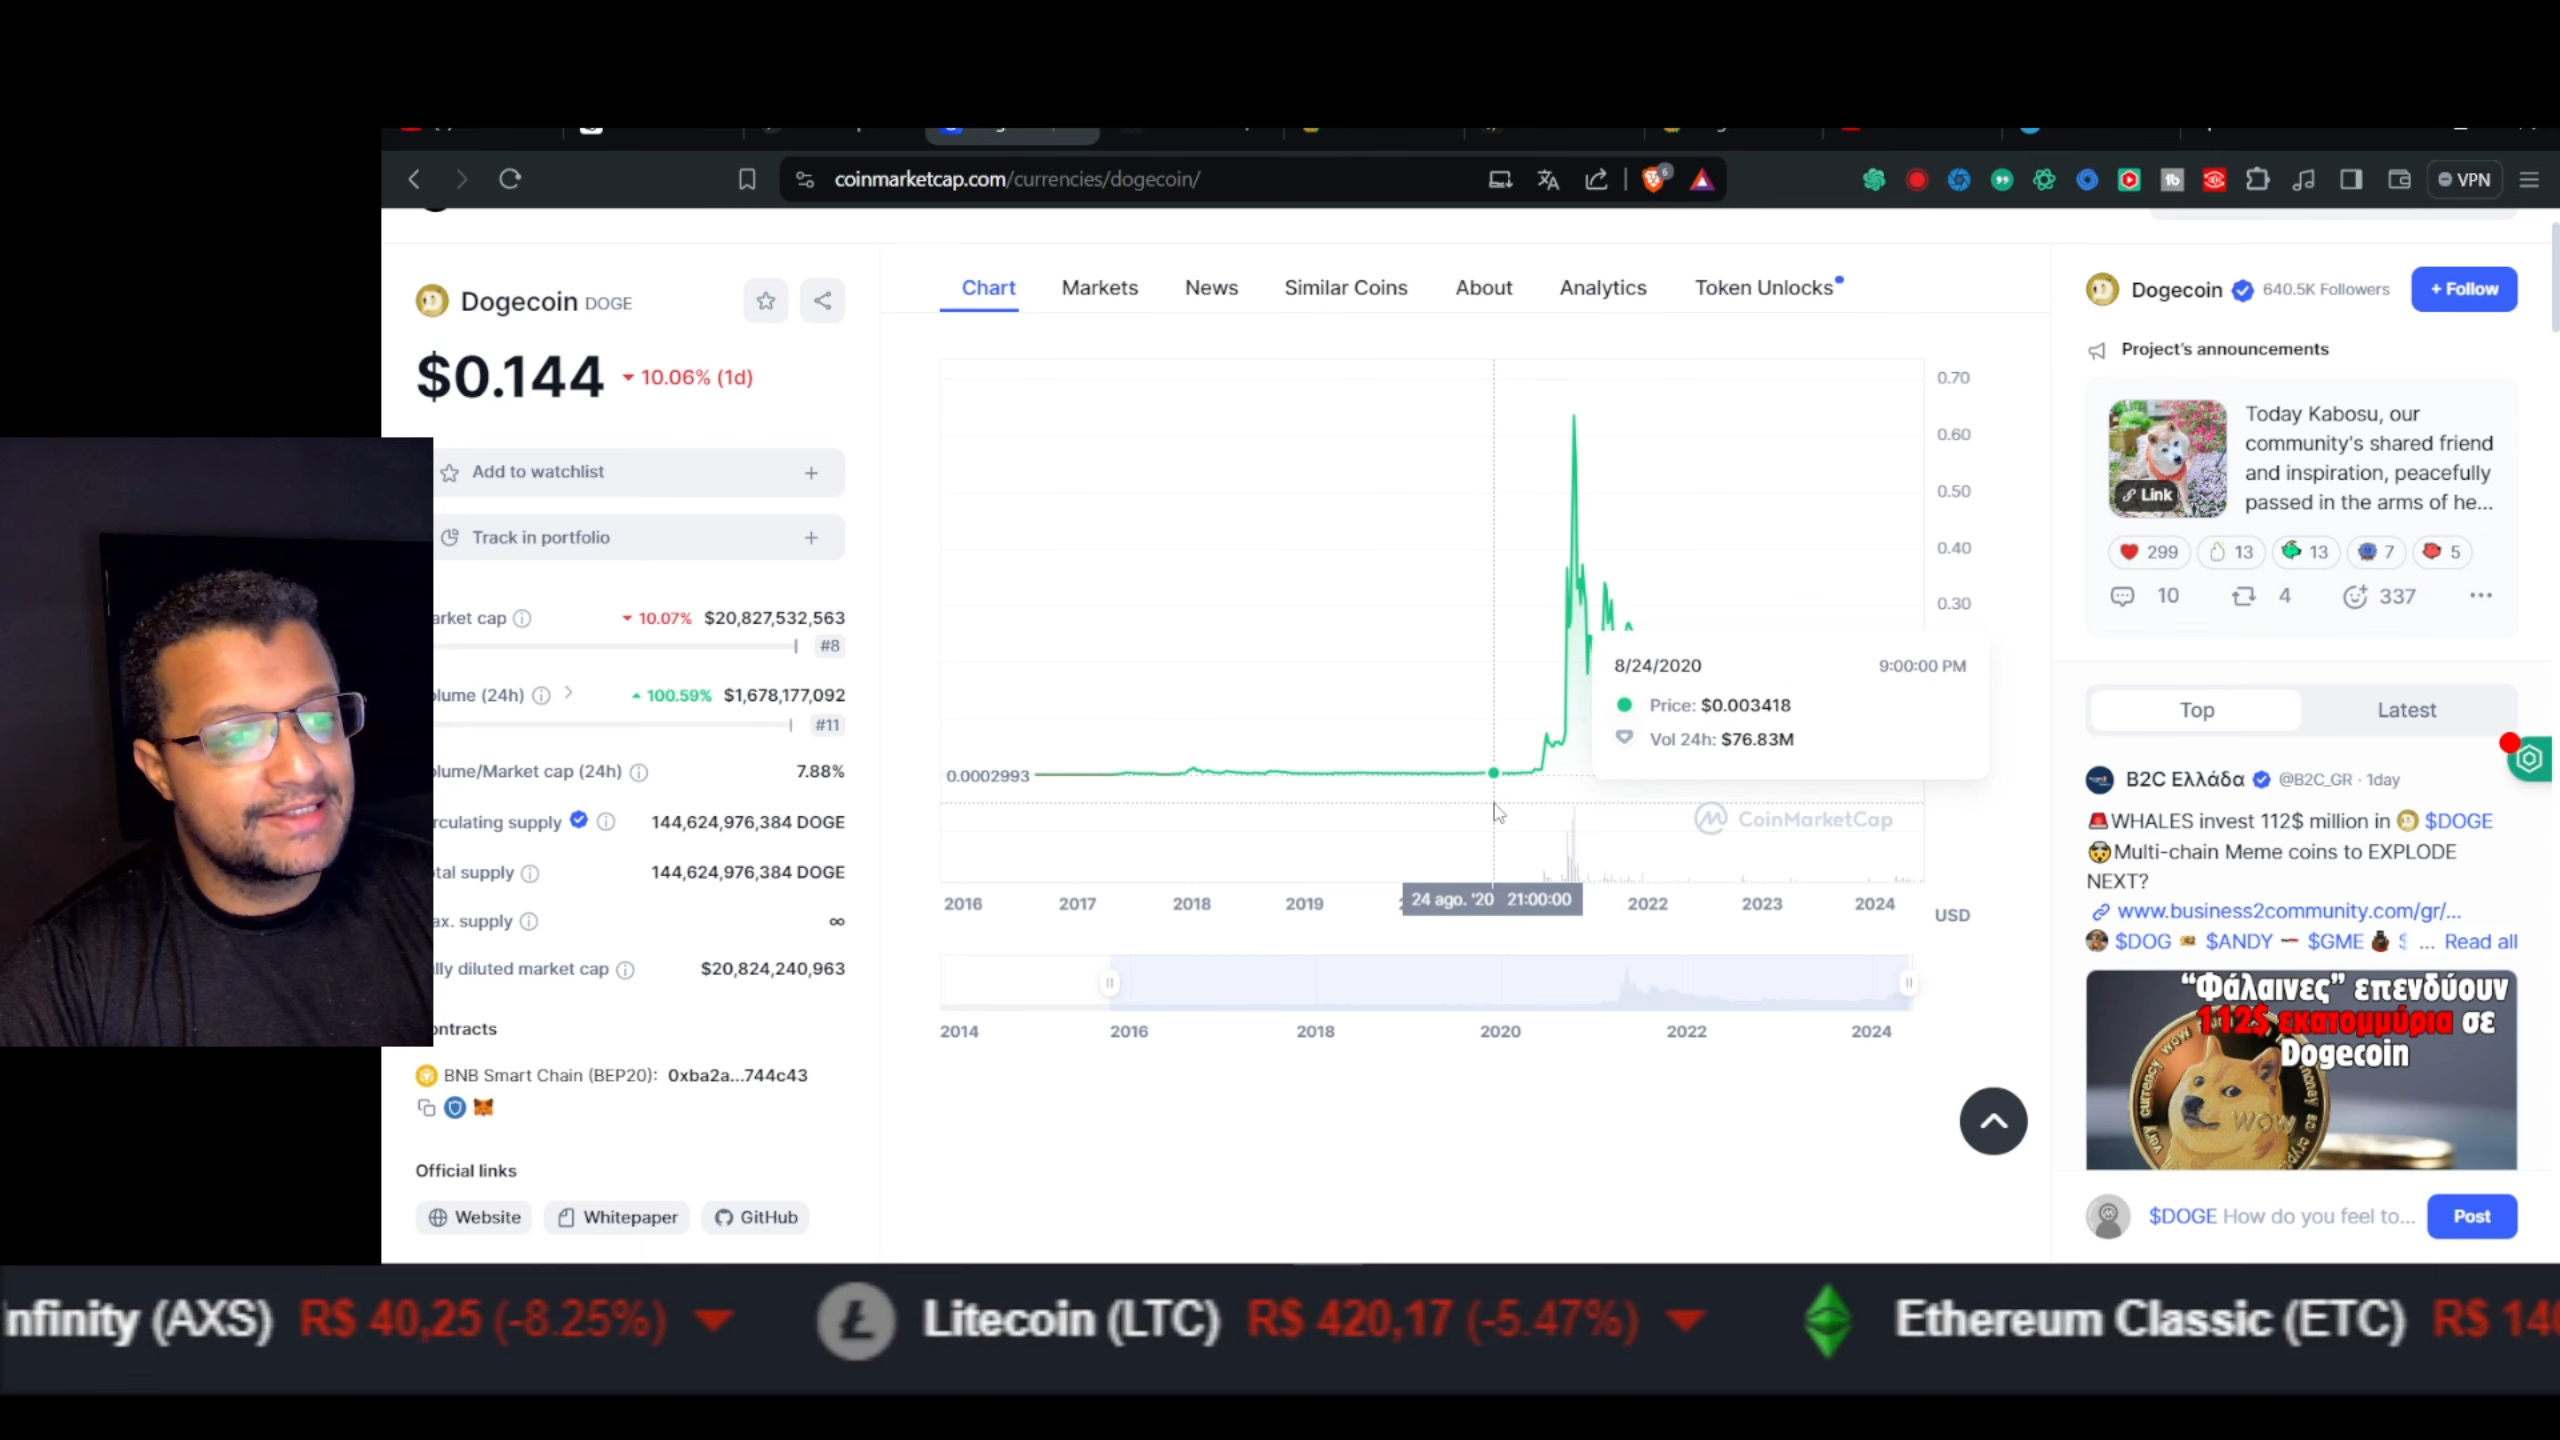 coinmarketcap.com/currencies/dogecoin/
6
VPN
Dogecoin DOGE
$0.144 10.06% (1d)
Add to watchlist
Track in portfolio
arket cap 10.07% $20,827,532,563
#8
lume (24h) 100.59% $1,678,177,092
#11
lume/Market cap (24h) 7.88%
rculating supply 144,624,976,384 DOGE
tal supply 144,624,976,384 DOGE
ax. supply ∞
lly diluted market cap $20,824,240,963
ontracts
BNB Smart Chain (BEP20): 0xba2a...744c43
Official links
Website Whitepaper GitHub
Chart Markets News Similar Coins About Analytics Token Unlocks
0.70
0.60
0.50
0.40
0.30
8/24/2020 9:00:00 PM
Price: $0.003418
Vol 24h: $76.83M
0.0002993
CoinMarketCap
2016 2017 2018 2019 24 ago. '20 21:00:00 2022 2023 2024
USD
2014 2016 2018 2020 2022 2024
Dogecoin 640.5K Followers + Follow
Project's announcements
Link
Today Kabosu, our
community's shared friend
and inspiration, peacefully
passed in the arms of he...
299 13 13 7 5
10 4 337
Top Latest
B2C Ελλάδα @B2C_GR · 1day
WHALES invest 112$ million in $DOGE
Multi-chain Meme coins to EXPLODE
NEXT?
www.business2community.com/gr/...
$DOG $ANDY $GME $ ... Read all
“Φάλαινες” επενδύουν
112$ εκατομμύρια σε
Dogecoin
wow
currency
WOW
$DOGE How do you feel to... Post
nfinity (AXS) R$ 40,25 (-8.25%) Litecoin (LTC) R$ 420,17 (-5.47%) Ethereum Classic (ETC) R$ 140